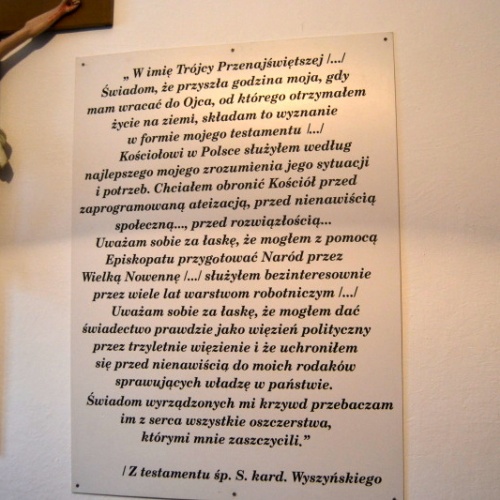 „ W imię Trójcy Przenajświętszej /.../
Świadom, że przyszła godzina moja, gdy
mam wracać do Ojca, od którego otrzymałem
życie na ziemi, składam to wyznanie
w formie mojego testamentu /.../
Kościołowi w Polsce służyłem według
najlepszego mojego zrozumienia jego sytuacji
i potrzeb. Chciałem obronić Kościół przed
zaprogramowaną ateizacją, przed nienawiścią
społeczną..., przed rozwiązłością...
Uważam sobie za łaskę, że mogłem z pomocą
Episkopatu przygotować Naród przez
Wielką Nowennę /.../ służyłem bezinteresownie
przez wiele lat warstwom robotniczym /.../
Uważam sobie za łaskę, że mogłem dać
świadectwo prawdzie jako więzień polityczny
przez trzyletnie więzienie i że uchroniłem
się przed nienawiścią do moich rodaków
sprawujących władzę w państwie.
Świadom wyrządzonych mi krzywd przebaczam
im z serca wszystkie oszczerstwa,
którymi mnie zaszczycili.”
/ Z testamentu śp. S. kard. Wyszyńskiego